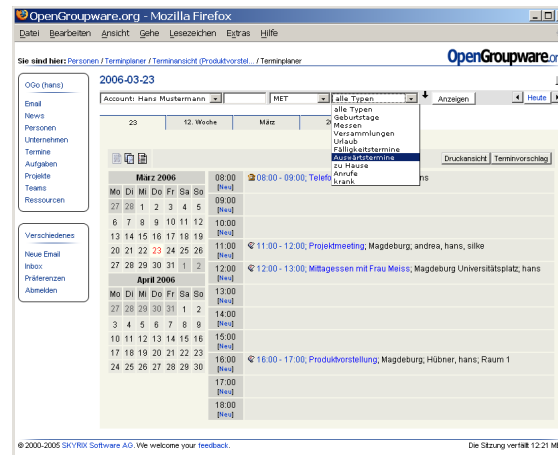 OpenGroupware.org - Mozilla Firefox
Datei Bearbeiten Ansicht Gehe Lesezeichen Extras Hilfe
Sie sind hier: Personen / Terminplaner / Terminansicht (Produktvorstel... / Terminplaner
OpenGroupware.or
OGo (hans)
Email
News
Personen
Unternehmen
Termine
Aufgaben
Projekte
Teams
Ressourcen
Verschiedenes
Neue Email
Inbox
Präferenzen
Abmelden
2006-03-23
Account: Hans Mustermann MET alle Typen Anzeigen Heute
23 12. Woche März
alle Typen
Geburtstage
Messen
Versammlungen
Urlaub
Fälligkeitstermine
Auswärtstermine
zu Hause
Anrufe
krank
Druckansicht Terminvorschlag
März 2006
Mo Di Mi Do Fr Sa So
27 28 1 2 3 4 5
6 7 8 9 10 11 12
13 14 15 16 17 18 19
20 21 22 23 24 25 26
27 28 29 30 31 1 2
April 2006
Mo Di Mi Do Fr Sa So
27 28 29 30 31 1 2
3 4 5 6 7 8 9
10 11 12 13 14 15 16
17 18 19 20 21 22 23
24 25 26 27 28 29 30
08:00 08:00 - 09:00; Telefo ns
[Neu]
09:00
[Neu]
10:00
[Neu]
11:00 11:00 - 12:00; Projektmeeting; Magdeburg; andrea, hans, silke
[Neu]
12:00 12:00 - 13:00; Mittagessen mit Frau Meiss; Magdeburg Universitätsplatz; hans
[Neu]
13:00
[Neu]
14:00
[Neu]
15:00
[Neu]
16:00 16:00 - 17:00; Produktvorstellung; Magdeburg; Hübner, hans; Raum 1
[Neu]
17:00
[Neu]
18:00
[Neu]
© 2000-2005 SKYRIX Software AG. We welcome your feedback. Die Sitzung verfällt 12:21 ME